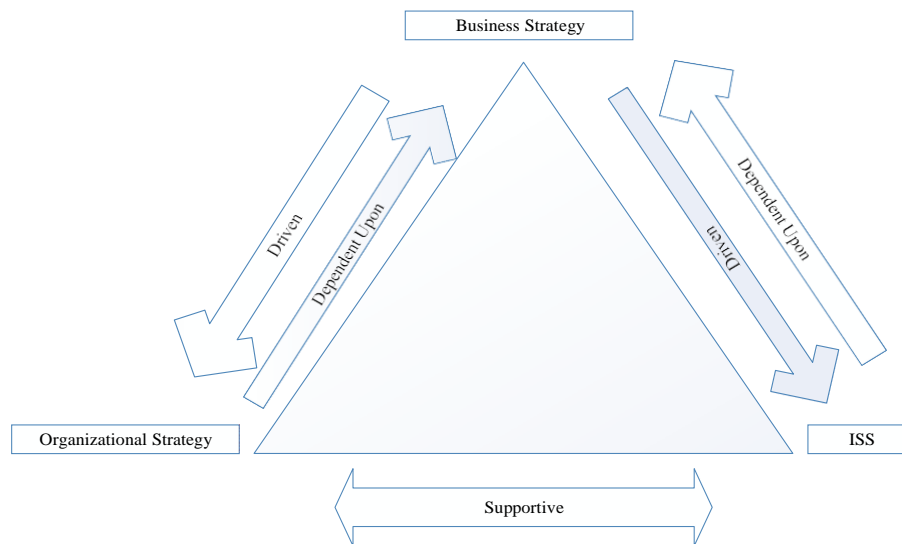 Business Strategy
Driven
Dependent Upon
Driven
Dependent Upon
Organizational Strategy
ISS
Supportive